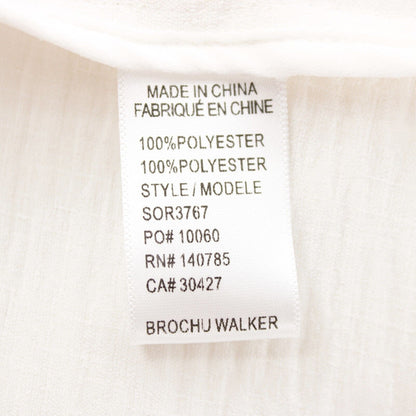 MADE IN CHINA
FABRIQUÉ EN CHINE
100%POLYESTER
100%POLYESTER
STYLE / MODELE
SOR3767
PO# 10060
RN# 140785
CA# 30427
BROCHU WALKER